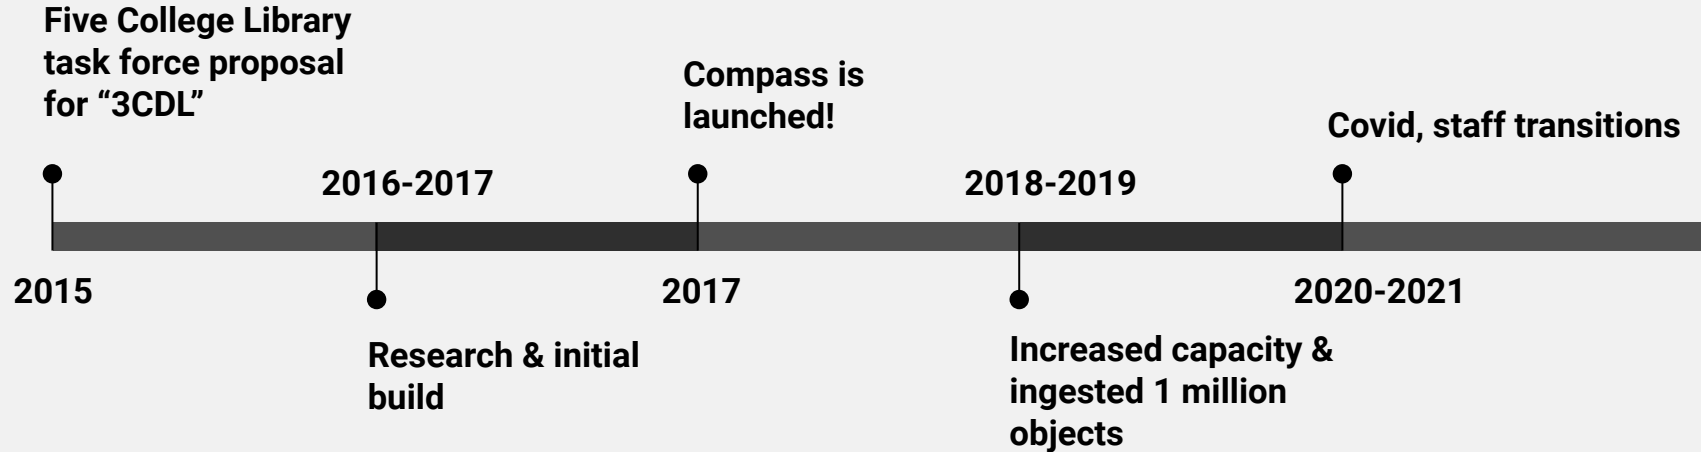 Five College Library
task force proposal
for “3CDL”
2015
2016-2017
Research & initial
build
Compass is
launched!
2017
2018-2019
Increased capacity &
ingested 1 million
objects
Covid, staff transitions
2020-2021